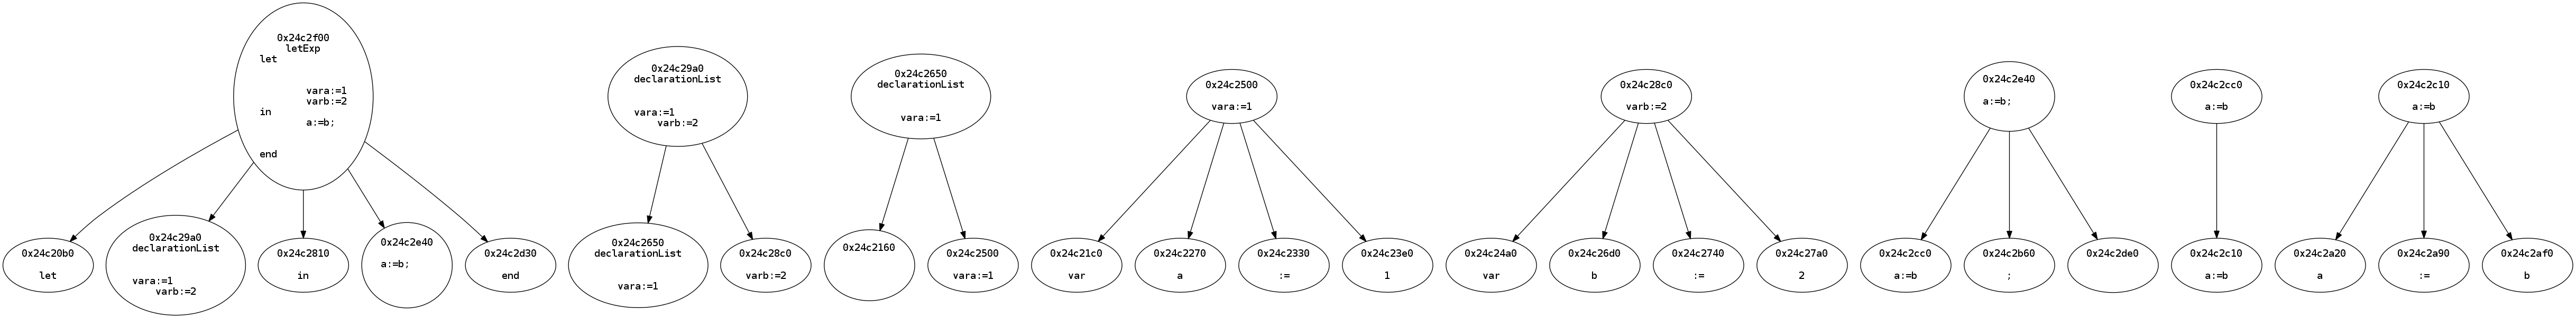 0x24c2f00
letExp
let
vara:=1
varb:=2
in
a:=b;
end
0x24c20b0
let
0x24c29a0
declarationList
vara:=1
varb:=2
0x24c2810
in
0x24c2e40
a:=b;
0x24c2d30
end
0x24c29a0
declarationList
vara:=1
varb:=2
0x24c2650
declarationList
vara:=1
0x24c28c0
varb:=2
0x24c2650
declarationList
vara:=1
0x24c2160
0x24c2500
vara:=1
0x24c2500
vara:=1
0x24c21c0
var
0x24c2270
a
0x24c2330
:=
0x24c23e0
1
0x24c28c0
varb:=2
0x24c24a0
var
0x24c26d0
b
0x24c2740
:=
0x24c27a0
2
0x24c2e40
a:=b;
0x24c2cc0
a:=b
0x24c2b60
;
0x24c2de0
0x24c2cc0
a:=b
0x24c2c10
a:=b
0x24c2c10
a:=b
0x24c2a20
a
0x24c2a90
:=
0x24c2af0
b